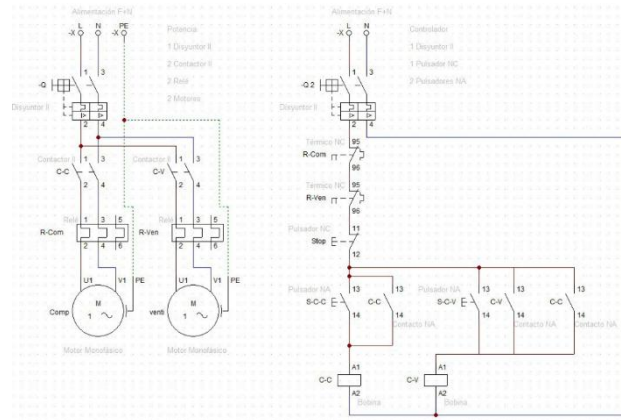 Alimentación F+N
L N PE
-X -X
Potencia
1 Disyuntor II
2 Contactor II
2 Relé
2 Motores
1 3
-Q
Disyuntor II
2 4
Contactor II 1 3
C-C
2 4
Contactor II 1 3
C-V
2 4
Relé 1 3 5
R-Com
2 4 6
Relé 1 3 5
R-Ven
2 4 6
U1 V1 PE
Comp M 1
Motor Monofásico
U1 V1 PE
venti M 1
Motor Monofásico
Alimentación F+N
L N
-X
Controlador
1 Disyuntor II
1 Pulsador NC
2 Pulsadores NA
1 3
-Q 2
Disyuntor II
2 4
Térmico NC 95
R-Com
96
Térmico NC 95
R-Ven
96
Pulsador NC 11
Stop
12
Pulsador NA 13
S-C-C
14
13
C-C
14
Contacto NA
Pulsador NA 13
S-C-V
14
13
C-V
14
Contacto NA
13
C-C
14
Contacto NA
A1
C-C
A2
Bobina
A1
C-V
A2
Bobina